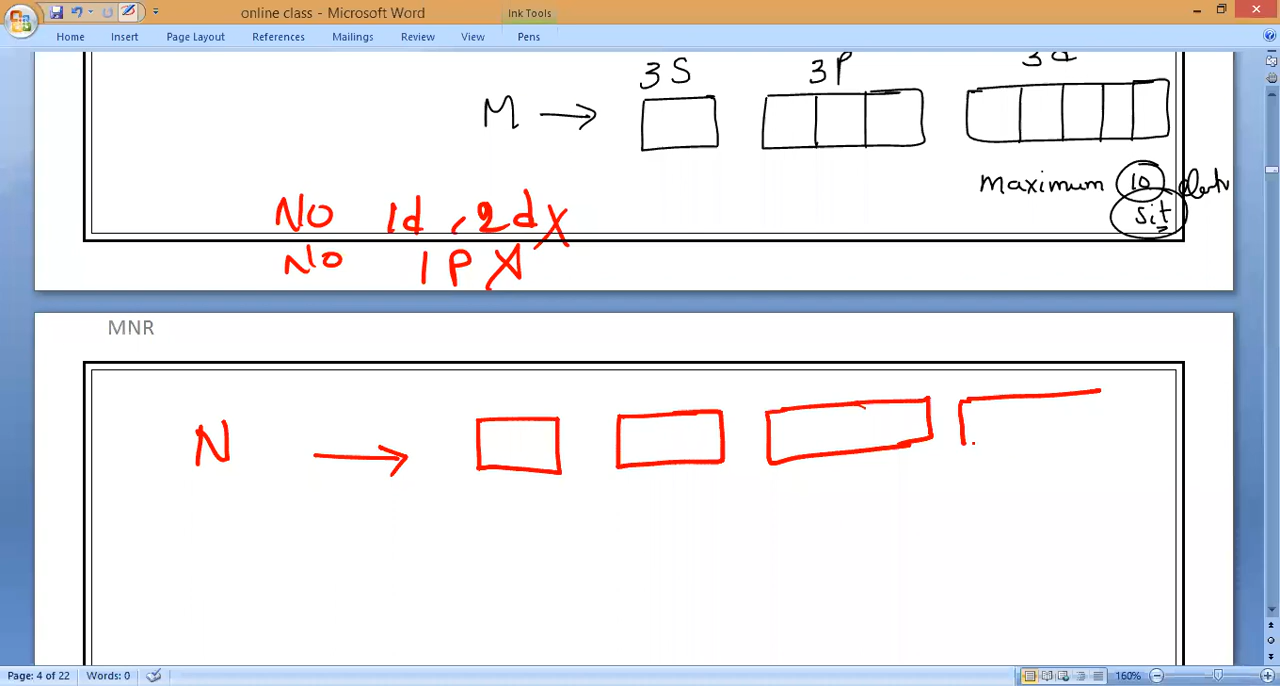 online class - Microsoft Word
Ink Tools
Home Insert Page Layout References Mailings Review View Pens
3S 3P 3d
M →
Maximum 10
sit
NO 1d, 2d X
No 1P X
MNR
N →
Page: 4 of 22 Words: 0 160%